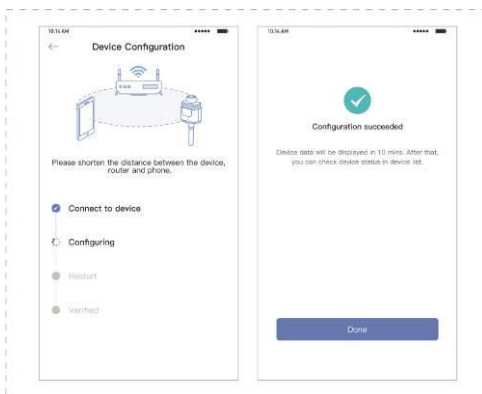 10.14 AM
Device Configuration
Please shorten the distance between the device,
router and phone.
Connect to device
Configuring
Restart
Verified
10.14 AM
Configuration succeeded
Device data will be displayed in 10 mins. After that,
you can check device status in device list.
Done